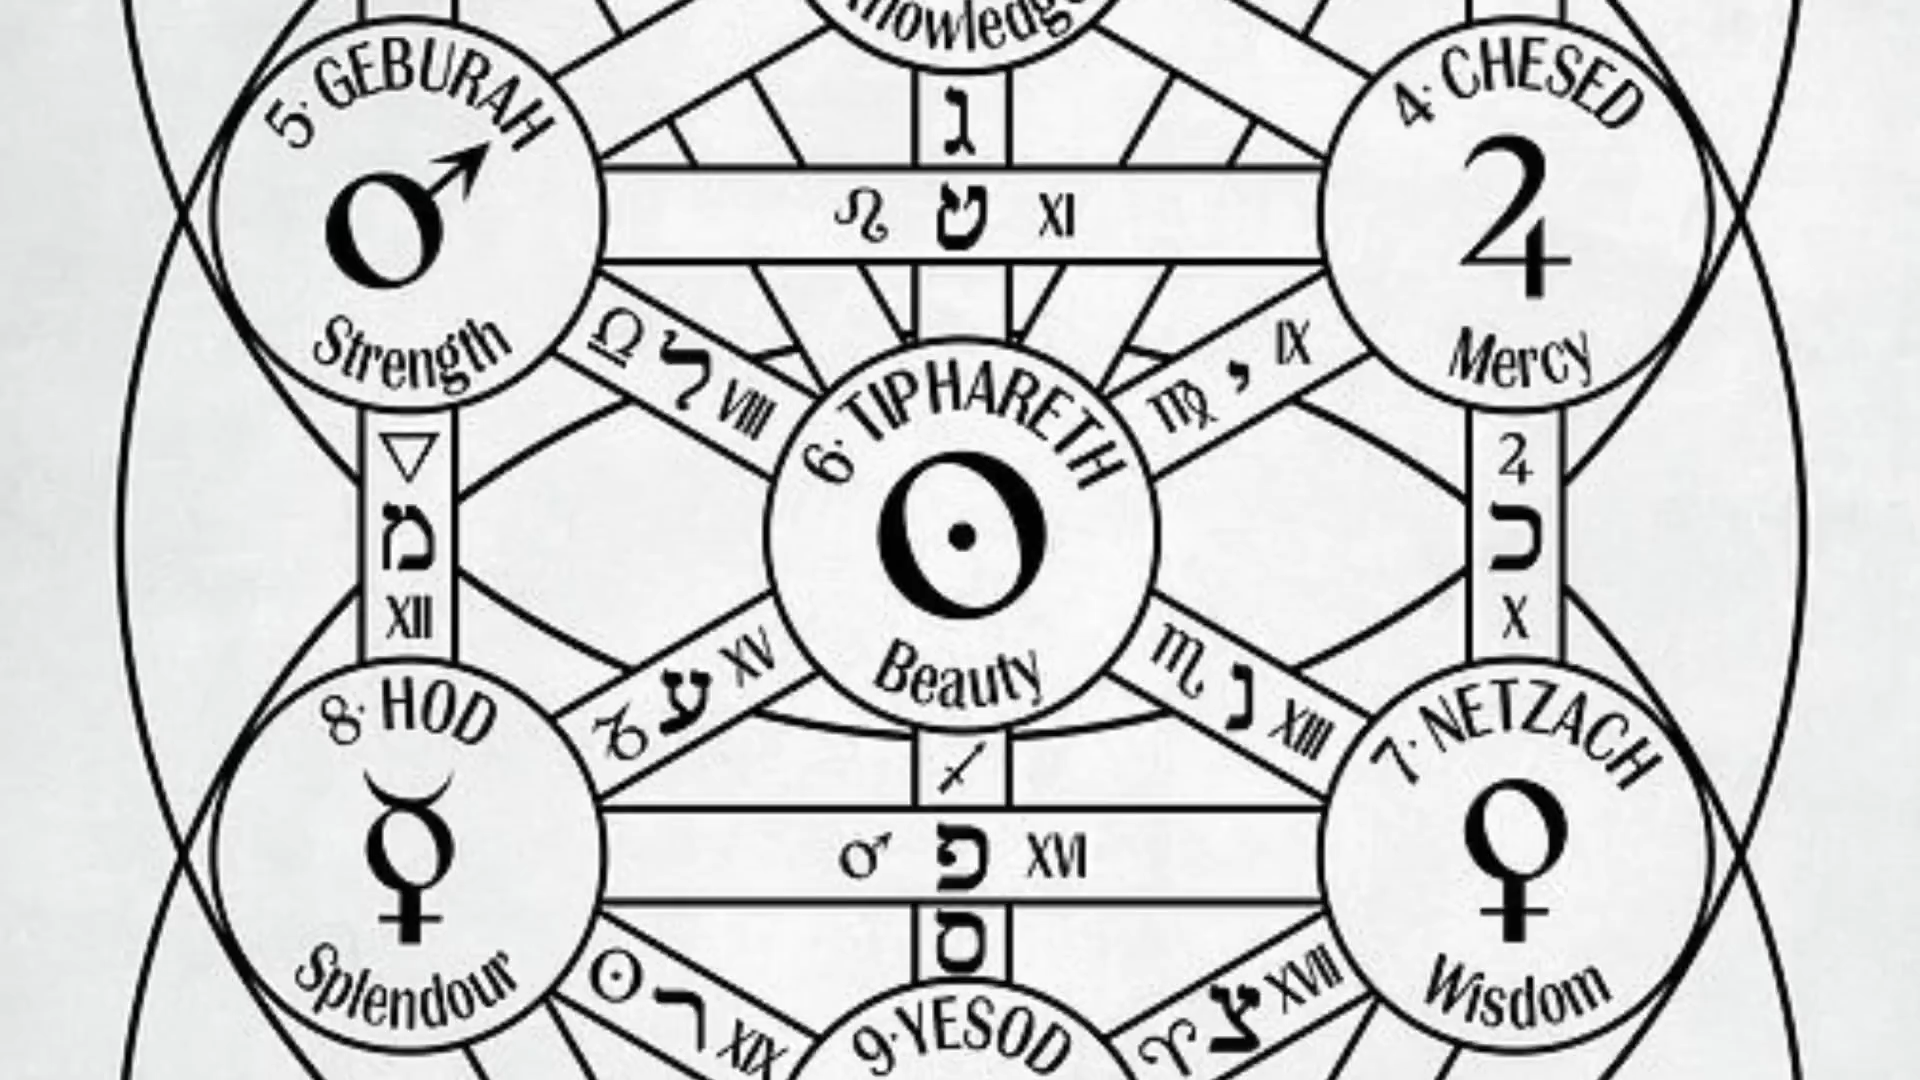 Knowledge
5· GEBURAH
♂
Strength
4· CHESED
♃
Mercy
ג
♌ ט XI
♎ ל VIII
♍ י IX
6· TIPHARETH
☉
Beauty
▽
מ
XII
♃
כ
X
♑ ע XV
♏ נ XIII
8· HOD
☿
Splendour
7· NETZACH
♀
Wisdom
♐
♂ פ XVI
ס
☉ ר XIX
♈ צ XVII
9·YESOD